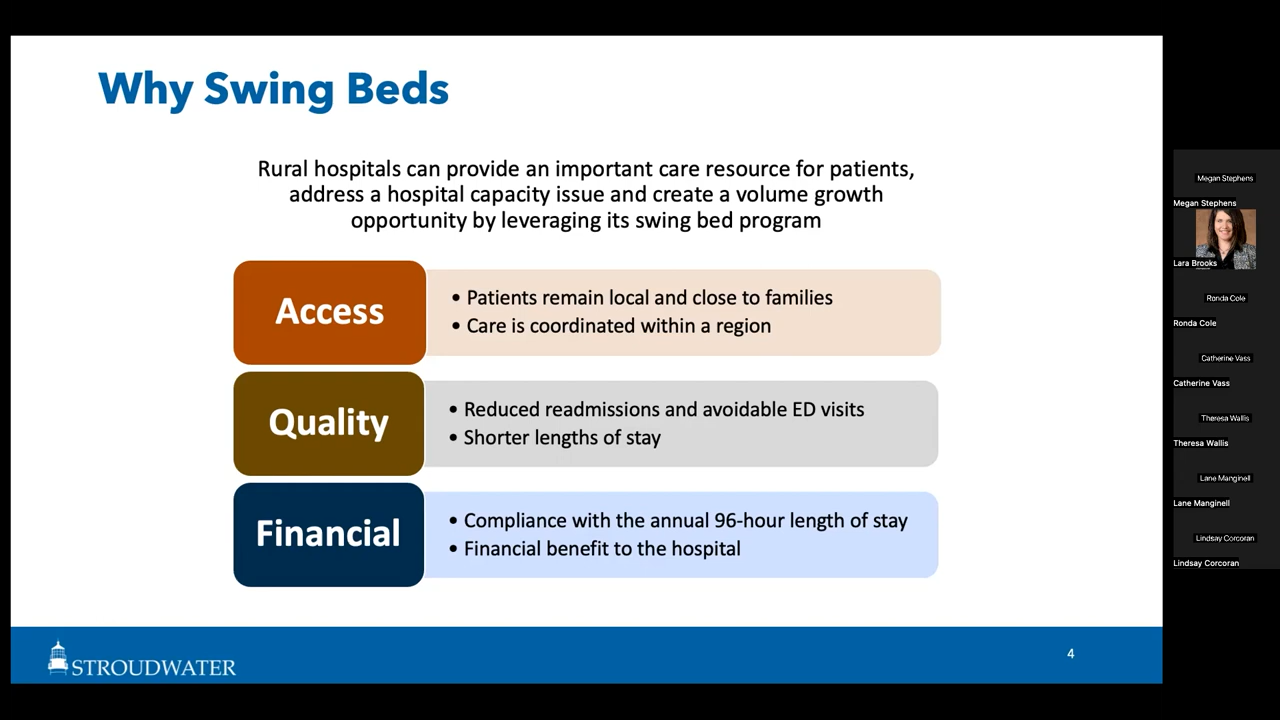 Why Swing Beds
Rural hospitals can provide an important care resource for patients,
address a hospital capacity issue and create a volume growth
opportunity by leveraging its swing bed program
Access
• Patients remain local and close to families
• Care is coordinated within a region
Quality
• Reduced readmissions and avoidable ED visits
• Shorter lengths of stay
Financial
• Compliance with the annual 96-hour length of stay
• Financial benefit to the hospital
STROUDWATER
4
Megan Stephens
Megan Stephens
Lara Brooks
Ronda Cole
Ronda Cole
Catherine Vass
Catherine Vass
Theresa Wallis
Theresa Wallis
Lane Manginell
Lane Manginell
Lindsay Corcoran
Lindsay Corcoran